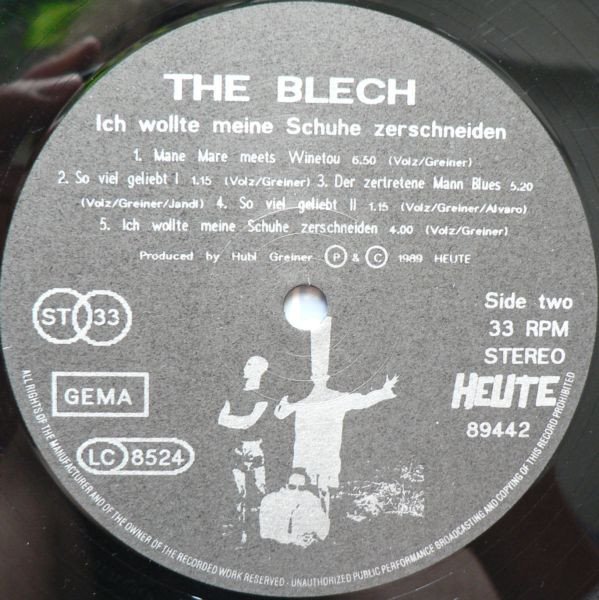 THE BLECH
Ich wollte meine Schuhe zerschneiden
1. Mane Mare meets Winetou 6.50 (Volz/Greiner)
2. So viel geliebt I 1.15 (Volz/Greiner) 3. Der zertretene Mann Blues 5.20
(Volz/Greiner/Jandl) 4. So viel geliebt II 1.15 (Volz/Greiner/Alvaro)
5. Ich wollte meine Schuhe zerschneiden 4.00 (Volz/Greiner)
Produced by Hubl Greiner P & C 1989 HEUTE
ST 33
GEMA
LC 8524
Side two
33 RPM
STEREO
HEUTE
89442
ALL RIGHTS OF THE MANUFACTURER AND OF THE OWNER OF THE RECORDED WORK RESERVED - UNAUTHORIZED PUBLIC PERFORMANCE BROADCASTING AND COPYING OF THIS RECORD PROHIBITED